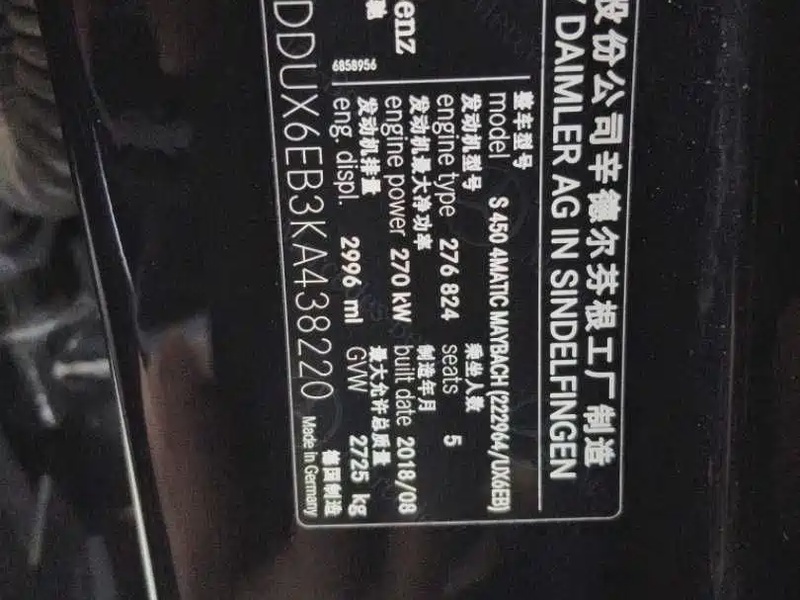 股份公司辛德尔芬根工厂制造
DAIMLER AG IN SINDELFINGEN
整车型号
model S 450 4MATIC MAYBACH (222964/UX6EB)
发动机型号 乘坐人数
engine type 276 824 seats 5
发动机最大净功率 制造年月
engine power 270 kW built date 2018/08
发动机排量 最大允许总质量
eng. displ. 2996 ml GVW 2725 kg
6858956
enz
德国制造
Made in Germany
DDUX6EB3KA438220